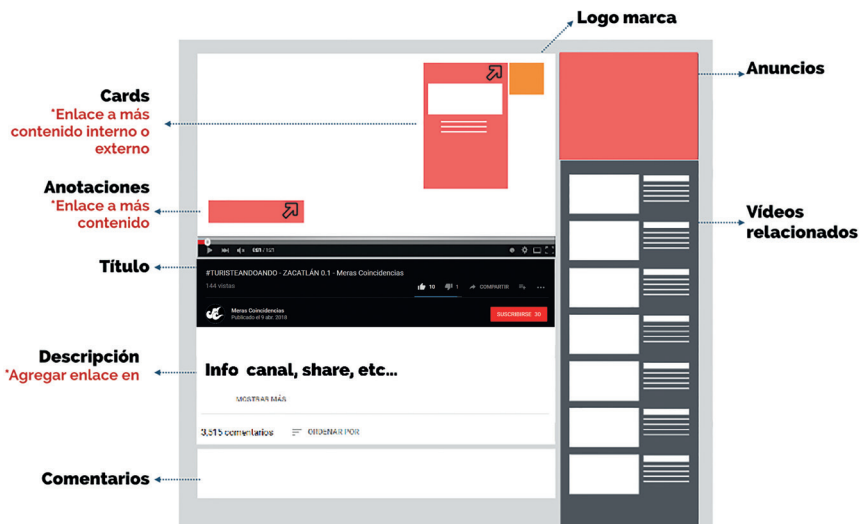 Logo marca
Anuncios
Cards
*Enlace a más
contenido interno o
externo
Anotaciones
*Enlace a más
contenido
Vídeos
relacionados
Título
#TURISTEANDOANDO - ZACATLÁN 0.1 - Meras Coincidencias
144 vistas
10
1
COMPARTIR
Meras Coincidencias
Publicado el 9 abr. 2018
SUSCRIBIRSE 30
Descripción
*Agregar enlace en
Info canal, share, etc...
MOSTRAR MÁS
3,515 comentarios
ORDENAR POR
Comentarios